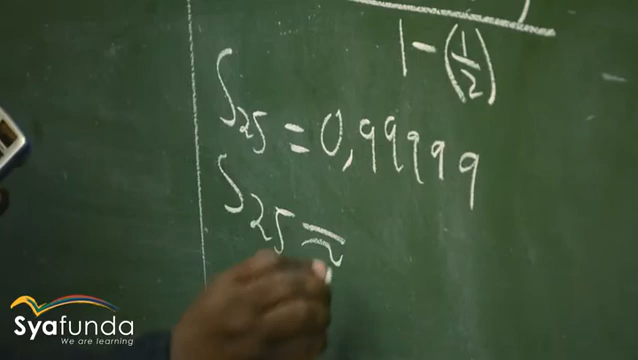 1 - (1/2)
S25 = 0,99999
S25 ≈
Syafunda
We are learning